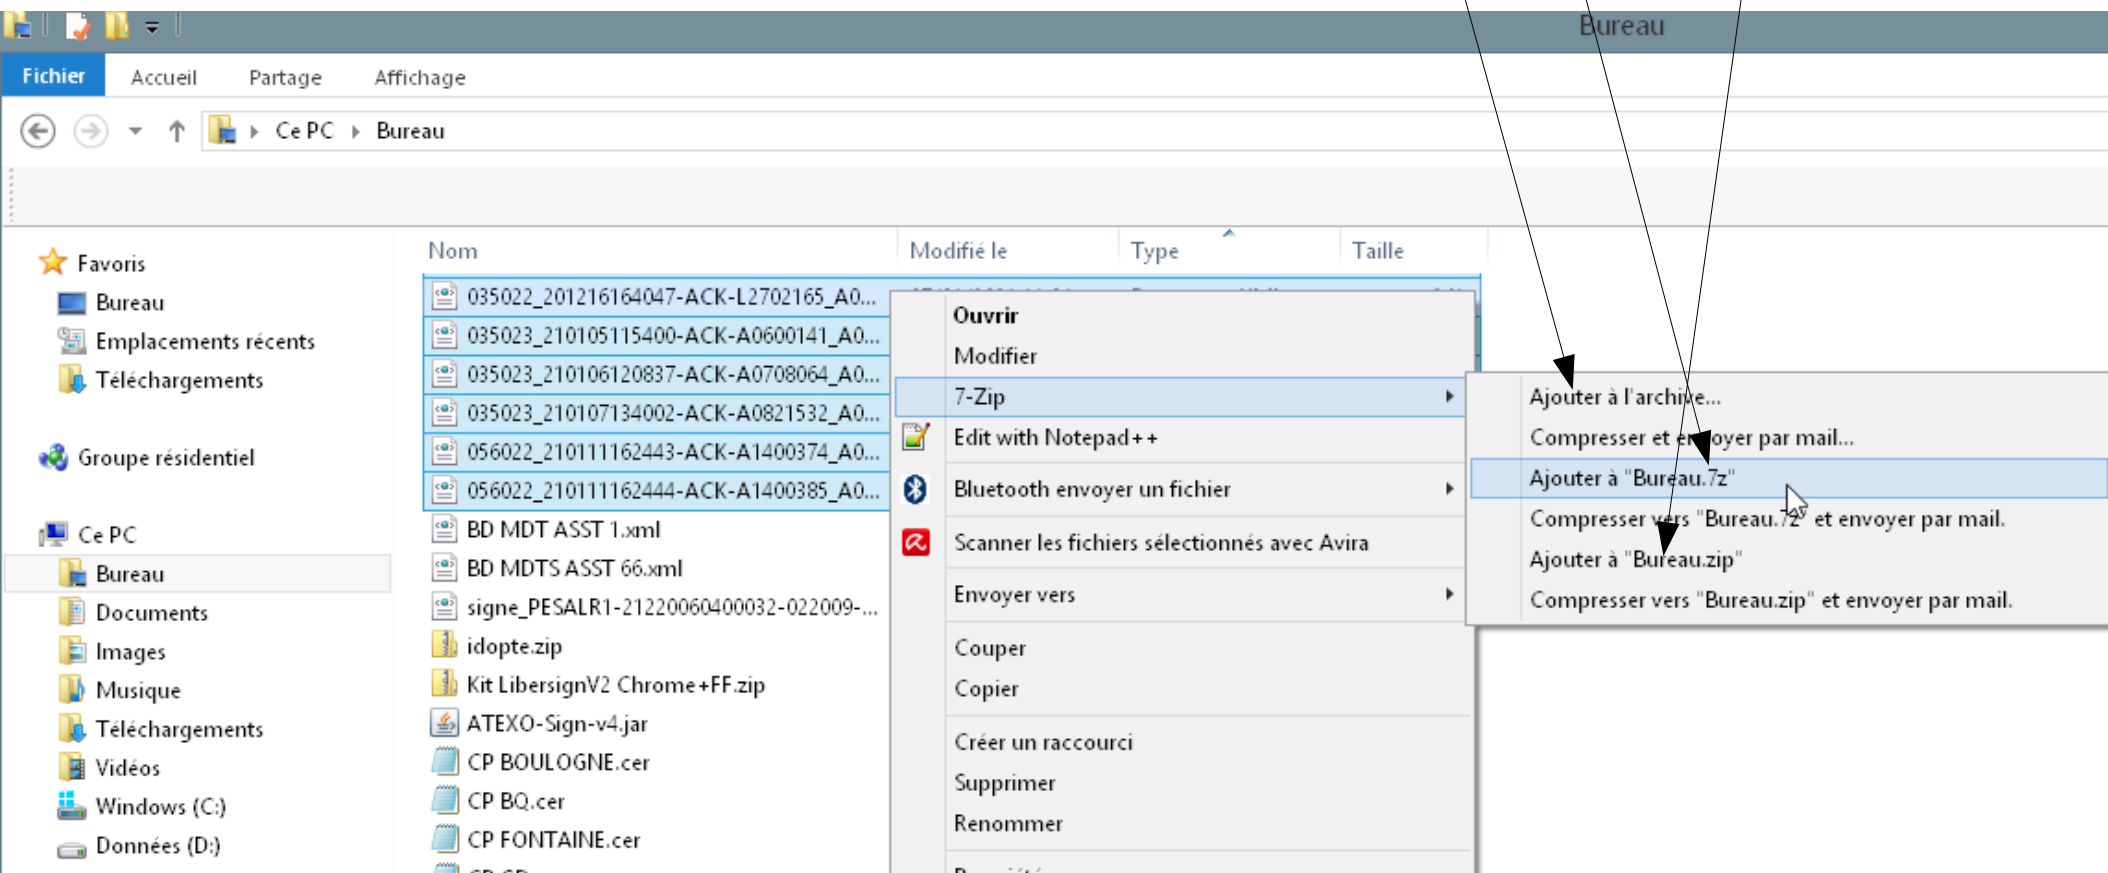 Bureau
Fichier Accueil Partage Affichage
Ce PC Bureau
Nom Modifié le Type Taille
Favoris
Bureau
Emplacements récents
Téléchargements
Groupe résidentiel
Ce PC
Bureau
Documents
Images
Musique
Téléchargements
Vidéos
Windows (C:)
Données (D:)
035022_201216164047-ACK-L2702165_A0...
035023_210105115400-ACK-A0600141_A0...
035023_210106120837-ACK-A0708064_A0...
035023_210107134002-ACK-A0821532_A0...
056022_210111162443-ACK-A1400374_A0...
056022_210111162444-ACK-A1400385_A0...
BD MDT ASST 1.xml
BD MDTS ASST 66.xml
signe_PESALR1-21220060400032-022009-...
idopte.zip
Kit LibersignV2 Chrome+FF.zip
ATEXO-Sign-v4.jar
CP BOULOGNE.cer
CP BQ.cer
CP FONTAINE.cer
Ouvrir
Modifier
7-Zip
Edit with Notepad++
Bluetooth envoyer un fichier
Scanner les fichiers sélectionnés avec Avira
Envoyer vers
Couper
Copier
Créer un raccourci
Supprimer
Renommer
Ajouter à l'archive...
Compresser et envoyer par mail...
Ajouter à "Bureau.7z"
Compresser vers "Bureau.7z" et envoyer par mail.
Ajouter à "Bureau.zip"
Compresser vers "Bureau.zip" et envoyer par mail.